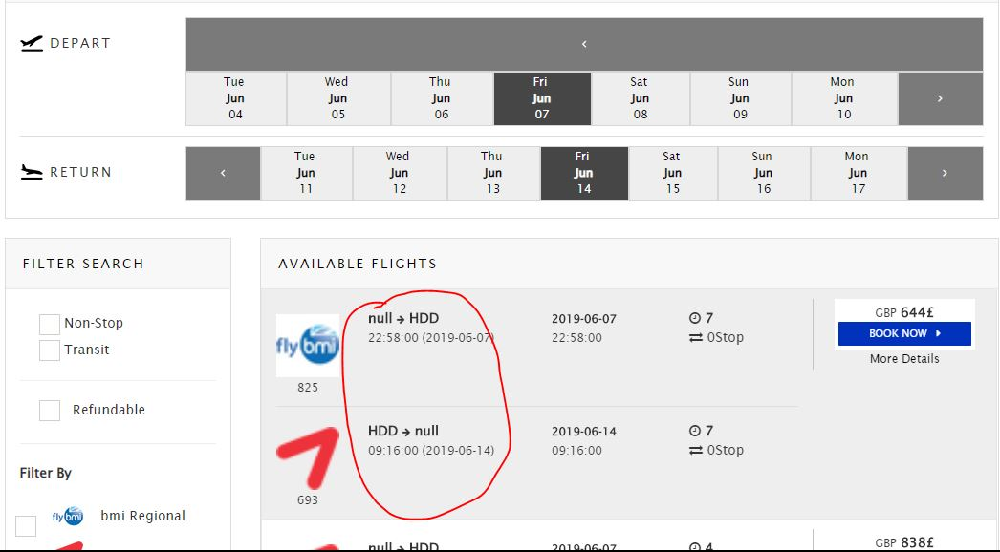 DEPART
‹
Tue Jun 04
Wed Jun 05
Thu Jun 06
Fri Jun 07
Sat Jun 08
Sun Jun 09
Mon Jun 10
›
RETURN
‹
Tue Jun 11
Wed Jun 12
Thu Jun 13
Fri Jun 14
Sat Jun 15
Sun Jun 16
Mon Jun 17
›
FILTER SEARCH
Non-Stop
Transit
Refundable
Filter By
fly bmi
bmi Regional
AVAILABLE FLIGHTS
fly bmi
825
null → HDD
22:58:00 (2019-06-07)
2019-06-07
22:58:00
7
0Stop
GBP 644£
BOOK NOW
More Details
693
HDD → null
09:16:00 (2019-06-14)
2019-06-14
09:16:00
7
0Stop
null → HDD
2019-06-07
4
GBP 838£